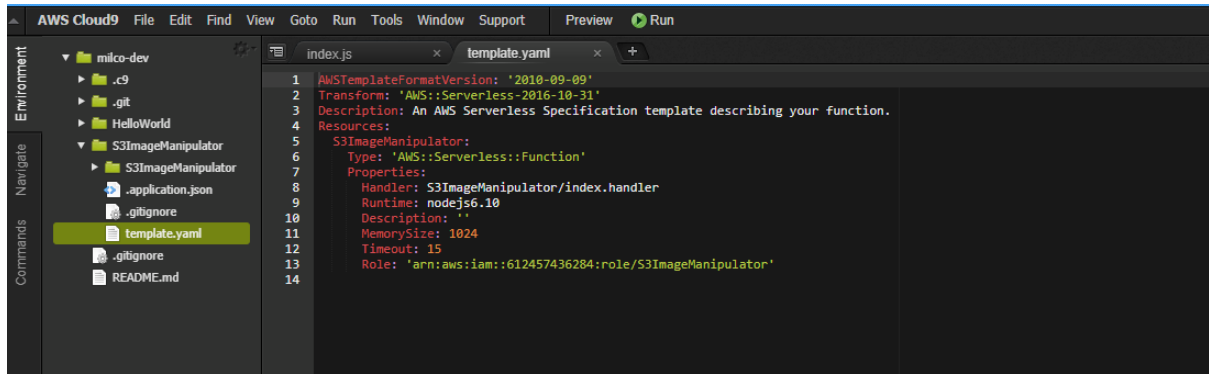 AWS Cloud9 File Edit Find View Goto Run Tools Window Support Preview Run
Environment
Navigate
Commands
milco-dev
.c9
.git
HelloWorld
S3ImageManipulator
S3ImageManipulator
.application.json
.gitignore
template.yaml
.gitignore
README.md
index.js × template.yaml × +
1 AWSTemplateFormatVersion: '2010-09-09'
2 Transform: 'AWS::Serverless-2016-10-31'
3 Description: An AWS Serverless Specification template describing your function.
4 Resources:
5 S3ImageManipulator:
6 Type: 'AWS::Serverless::Function'
7 Properties:
8 Handler: S3ImageManipulator/index.handler
9 Runtime: nodejs6.10
10 Description: ''
11 MemorySize: 1024
12 Timeout: 15
13 Role: 'arn:aws:iam::612457436284:role/S3ImageManipulator'
14